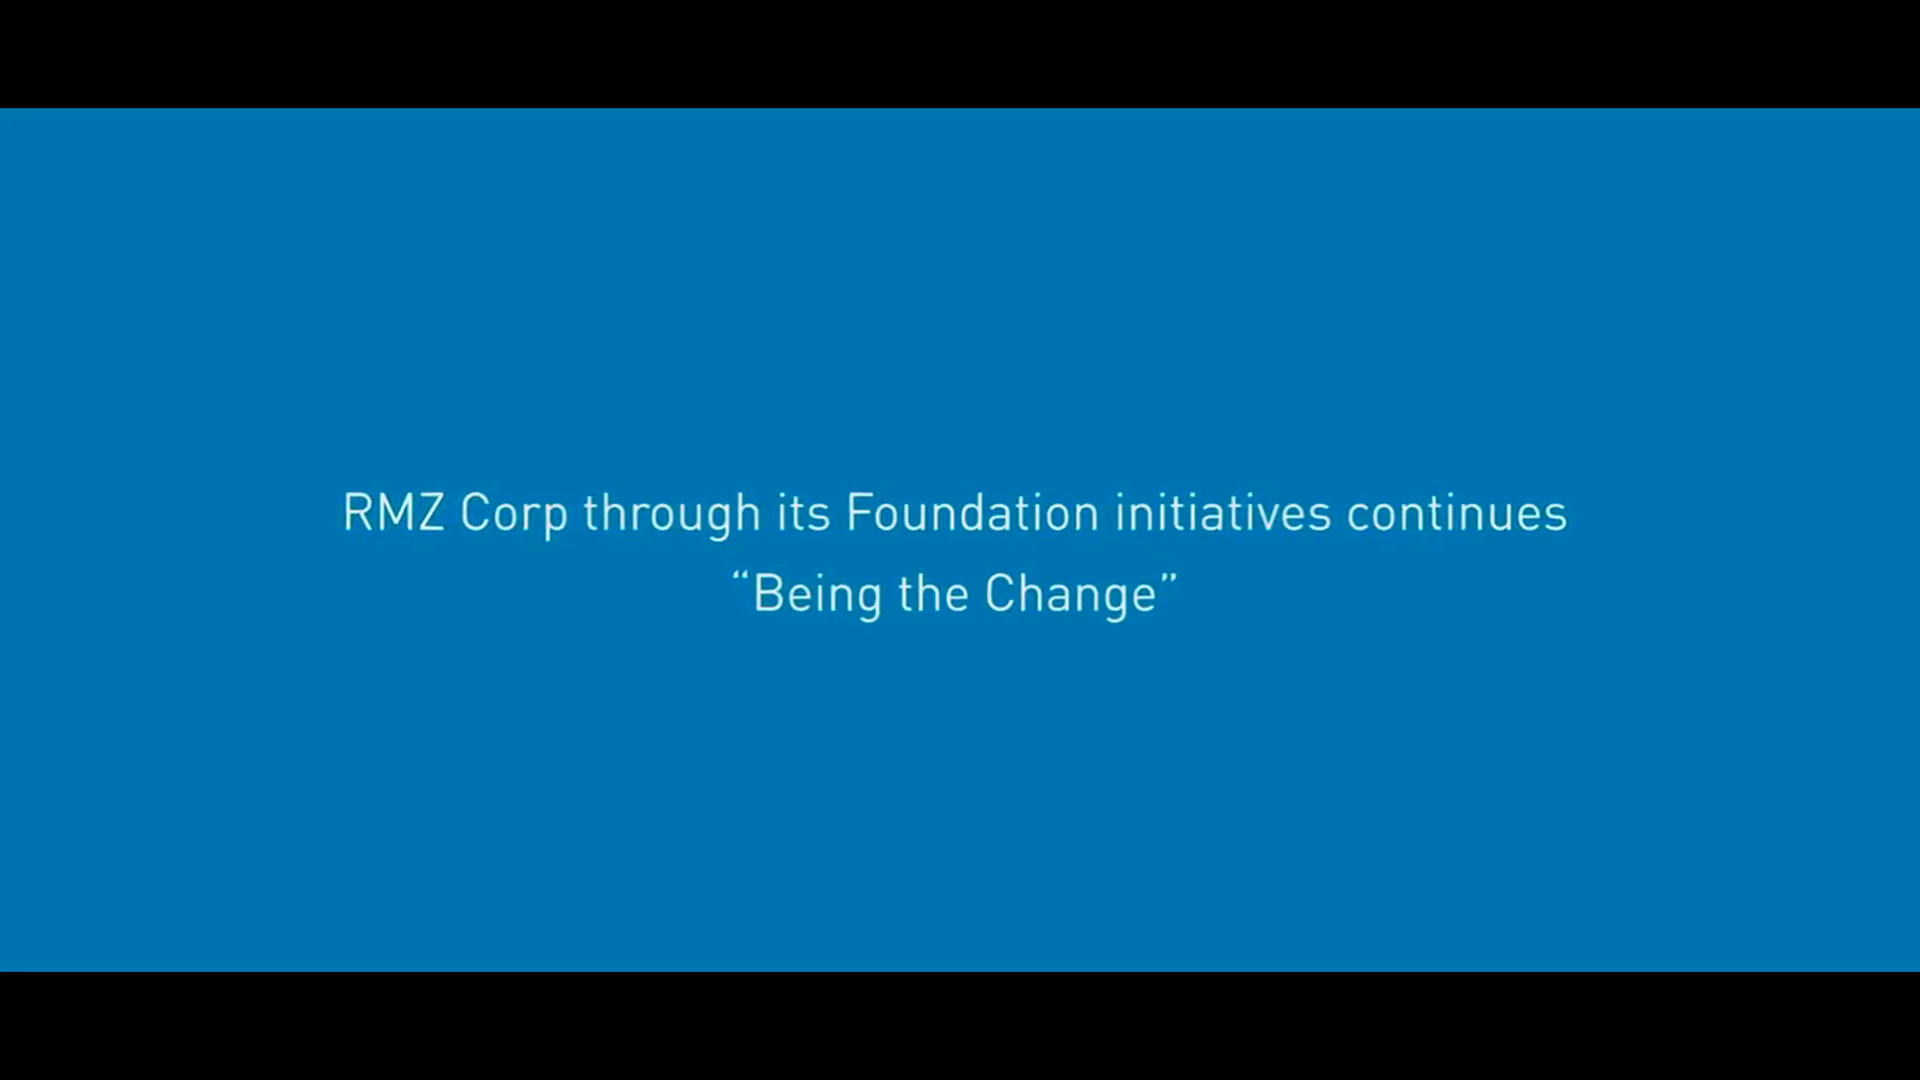 RMZ Corp through its Foundation initiatives continues
“Being the Change”